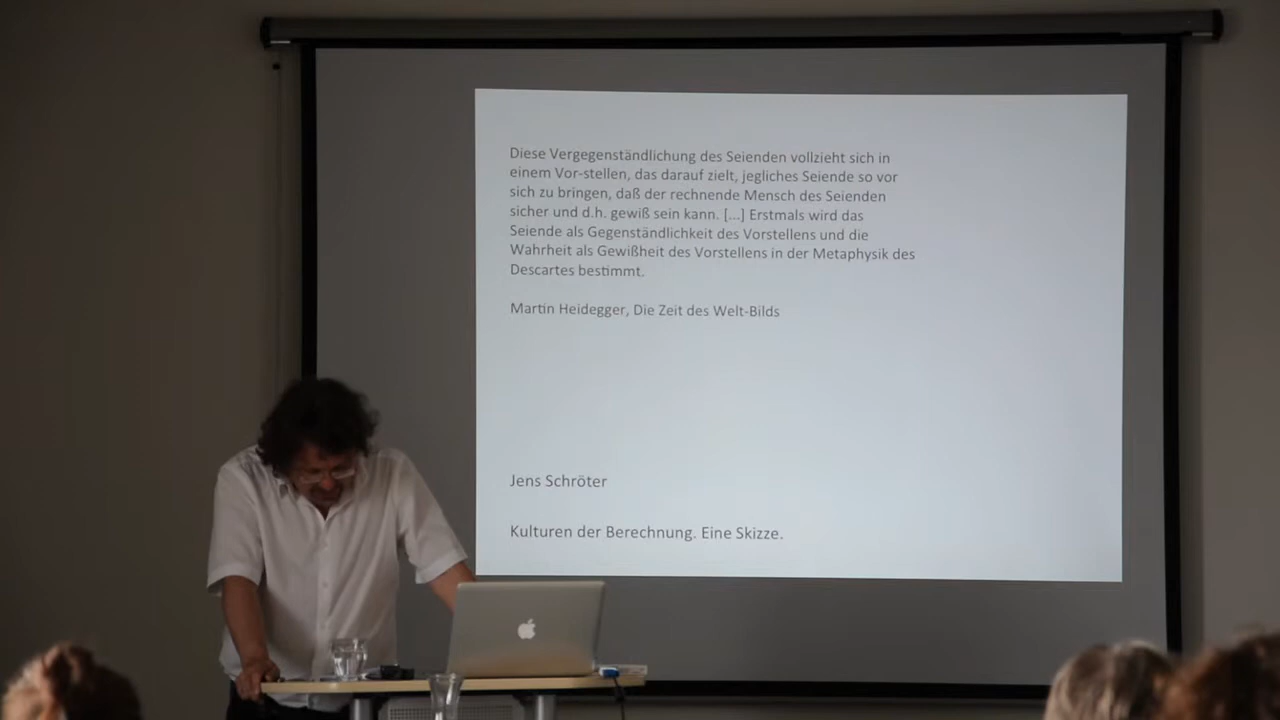 Diese Vergegenständlichung des Seienden vollzieht sich in
einem Vor-stellen, das darauf zielt, jegliches Seiende so vor
sich zu bringen, daß der rechnende Mensch des Seienden
sicher und d.h. gewiß sein kann. [...] Erstmals wird das
Seiende als Gegenständlichkeit des Vorstellens und die
Wahrheit als Gewißheit des Vorstellens in der Metaphysik des
Descartes bestimmt.
Martin Heidegger, Die Zeit des Welt-Bilds
Jens Schröter
Kulturen der Berechnung. Eine Skizze.